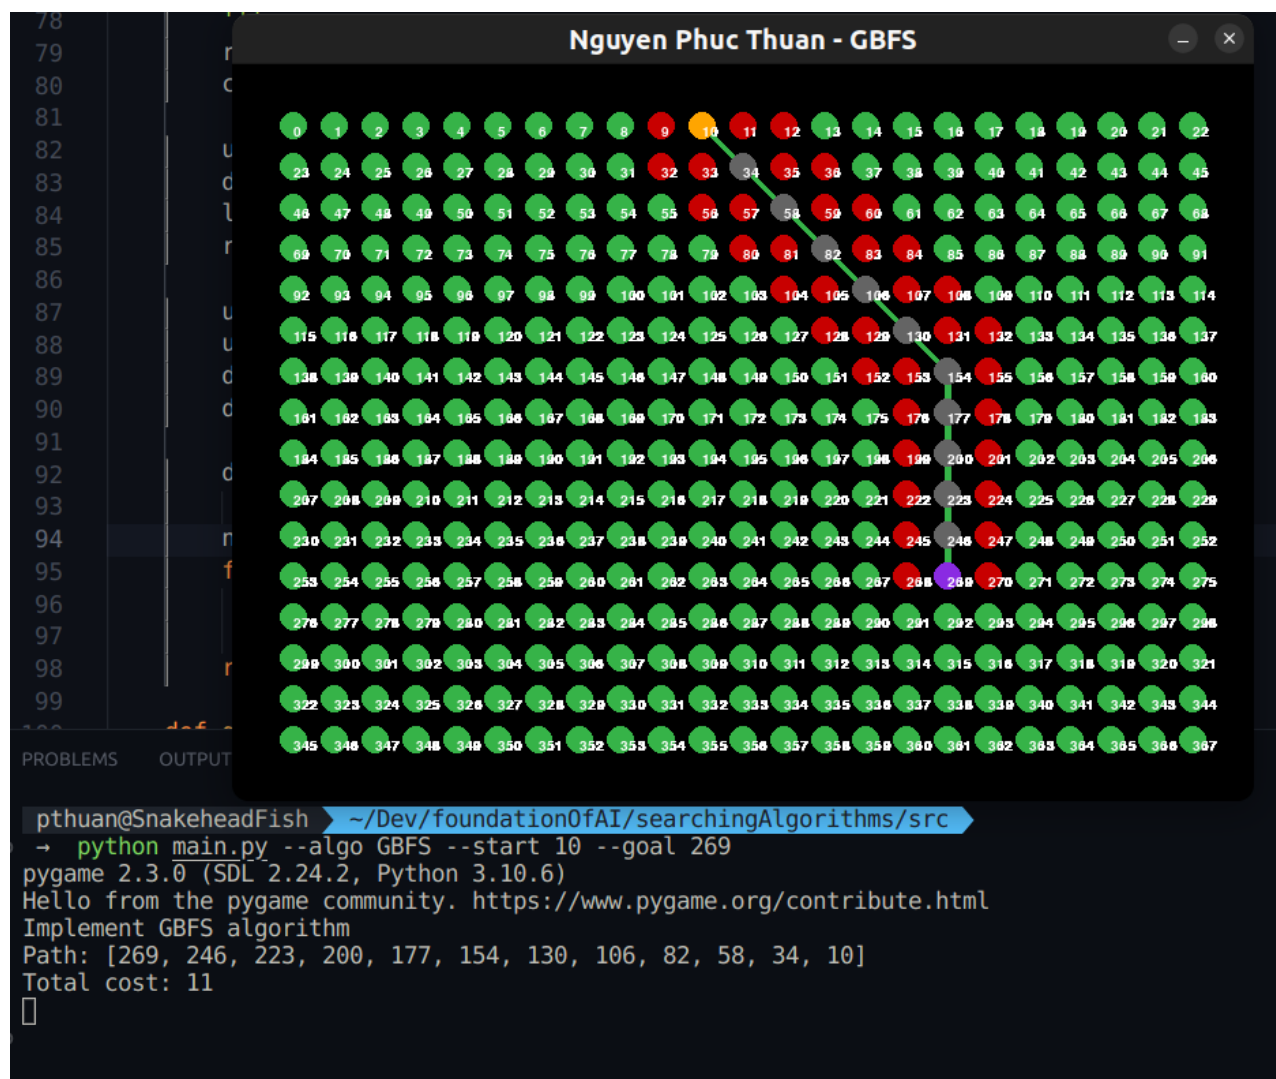 Nguyen Phuc Thuan - GBFS
78
79 r
80 c
81
82 u
83 d
84 l
85 r
86
87 u
88 u
89 d
90 d
91
92 d
93
94 n
95 f
96
97
98 r
99
0 1 2 3 4 5 6 7 8 9 10 11 12 13 14 15 16 17 18 19 20 21 22
23 24 25 26 27 28 29 30 31 32 33 34 35 36 37 38 39 40 41 42 43 44 45
46 47 48 49 50 51 52 53 54 55 56 57 58 59 60 61 62 63 64 65 66 67 68
69 70 71 72 73 74 75 76 77 78 79 80 81 82 83 84 85 86 87 88 89 90 91
92 93 94 95 96 97 98 99 100 101 102 103 104 105 106 107 108 109 110 111 112 113 114
115 116 117 118 119 120 121 122 123 124 125 126 127 128 129 130 131 132 133 134 135 136 137
138 139 140 141 142 143 144 145 146 147 148 149 150 151 152 153 154 155 156 157 158 159 160
161 162 163 164 165 166 167 168 169 170 171 172 173 174 175 176 177 178 179 180 181 182 183
184 185 186 187 188 189 190 191 192 193 194 195 196 197 198 199 200 201 202 203 204 205 206
207 208 209 210 211 212 213 214 215 216 217 218 219 220 221 222 223 224 225 226 227 228 229
230 231 232 233 234 235 236 237 238 239 240 241 242 243 244 245 246 247 248 249 250 251 252
253 254 255 256 257 258 259 260 261 262 263 264 265 266 267 268 269 270 271 272 273 274 275
276 277 278 279 280 281 282 283 284 285 286 287 288 289 290 291 292 293 294 295 296 297 298
299 300 301 302 303 304 305 306 307 308 309 310 311 312 313 314 315 316 317 318 319 320 321
322 323 324 325 326 327 328 329 330 331 332 333 334 335 336 337 338 339 340 341 342 343 344
345 346 347 348 349 350 351 352 353 354 355 356 357 358 359 360 361 362 363 364 365 366 367
PROBLEMS OUTPUT
pthuan@SnakeheadFish ~/Dev/foundationOfAI/searchingAlgorithms/src
→ python main.py --algo GBFS --start 10 --goal 269
pygame 2.3.0 (SDL 2.24.2, Python 3.10.6)
Hello from the pygame community. https://www.pygame.org/contribute.html
Implement GBFS algorithm
Path: [269, 246, 223, 200, 177, 154, 130, 106, 82, 58, 34, 10]
Total cost: 11